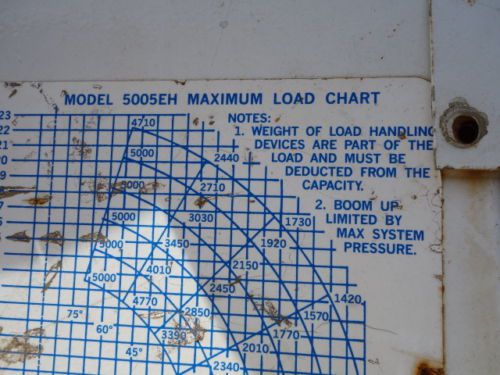 MODEL 5005EH MAXIMUM LOAD CHART
NOTES:
1. WEIGHT OF LOAD HANDLING
DEVICES ARE PART OF THE
LOAD AND MUST BE
DEDUCTED FROM THE
CAPACITY.
2. BOOM UP
LIMITED BY
MAX SYSTEM
PRESSURE.
23
22
21
20
4710
5000 2440
5000 2710
5000 3030 1730
5000 3450 1920
4010 2150
5000 2450
4770 1420
2850 1570
75°
60° 3390 1770
45° 2010
2340